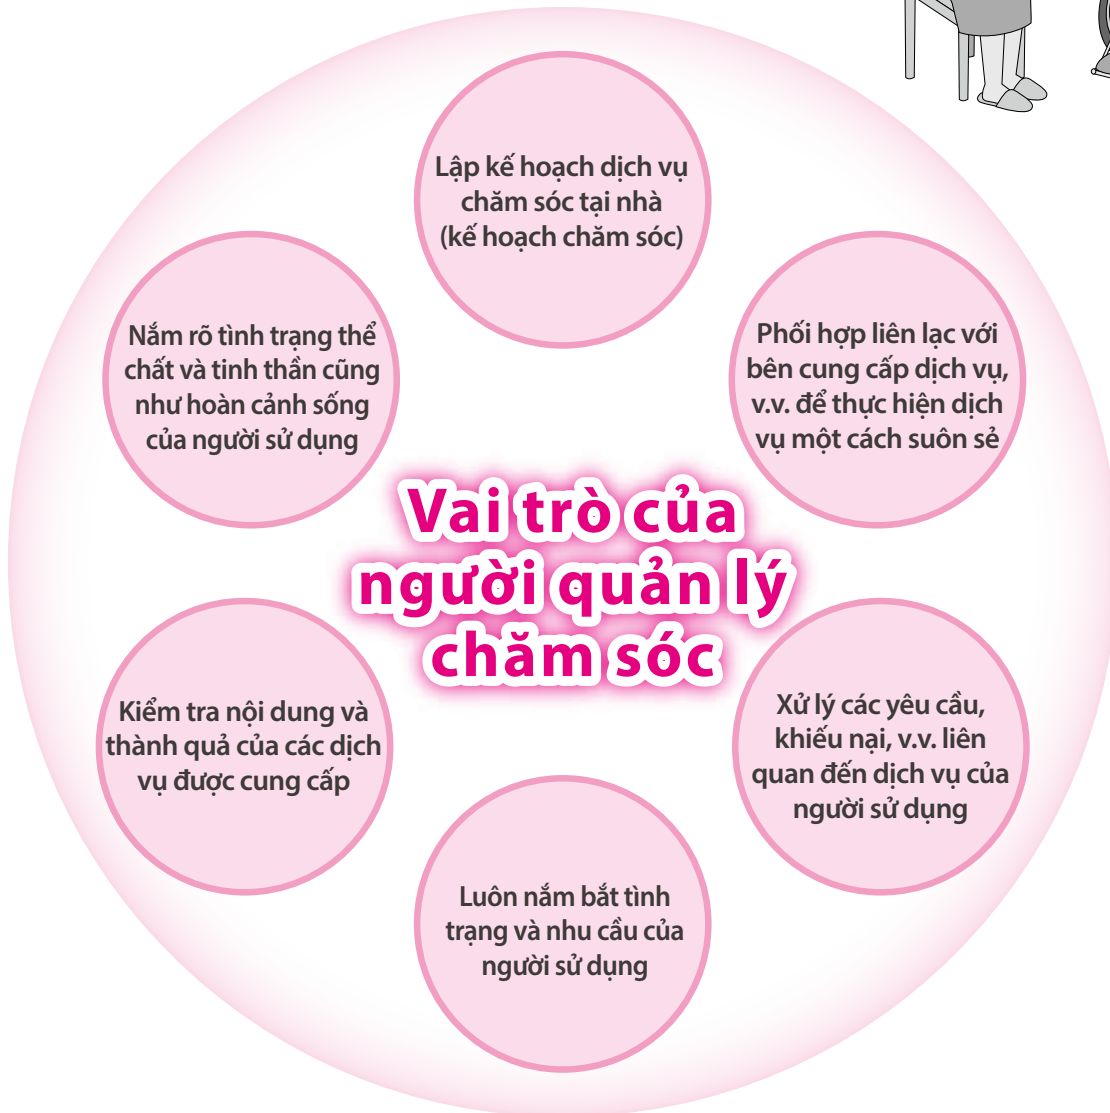 Lập kế hoạch dịch vụ
chăm sóc tại nhà
(kế hoạch chăm sóc)
Nắm rõ tình trạng thể
chất và tinh thần cũng
như hoàn cảnh sống
của người sử dụng
Phối hợp liên lạc với
bên cung cấp dịch vụ,
v.v. để thực hiện dịch
vụ một cách suôn sẻ
Vai trò của
người quản lý
chăm sóc
Kiểm tra nội dung và
thành quả của các dịch
vụ được cung cấp
Xử lý các yêu cầu,
khiếu nại, v.v. liên
quan đến dịch vụ của
người sử dụng
Luôn nắm bắt tình
trạng và nhu cầu của
người sử dụng